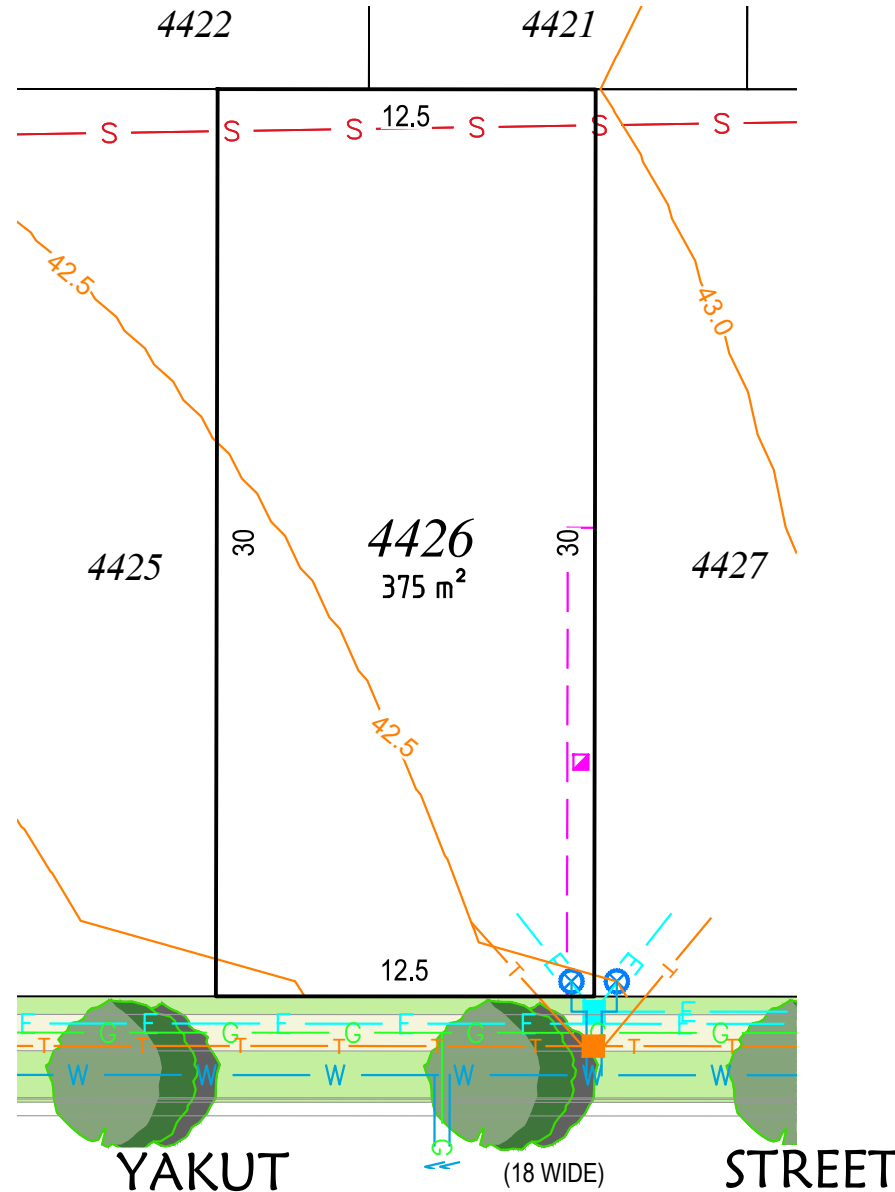 4422
4421
12.5
S S S S S S
42.5
43.0
30
30
4426
375 m²
4425
4427
42.5
12.5
E E
T T
E E E E E E E
G G G G G
T T T T T T T
W W W W W W
G
YAKUT
(18 WIDE)
STREET